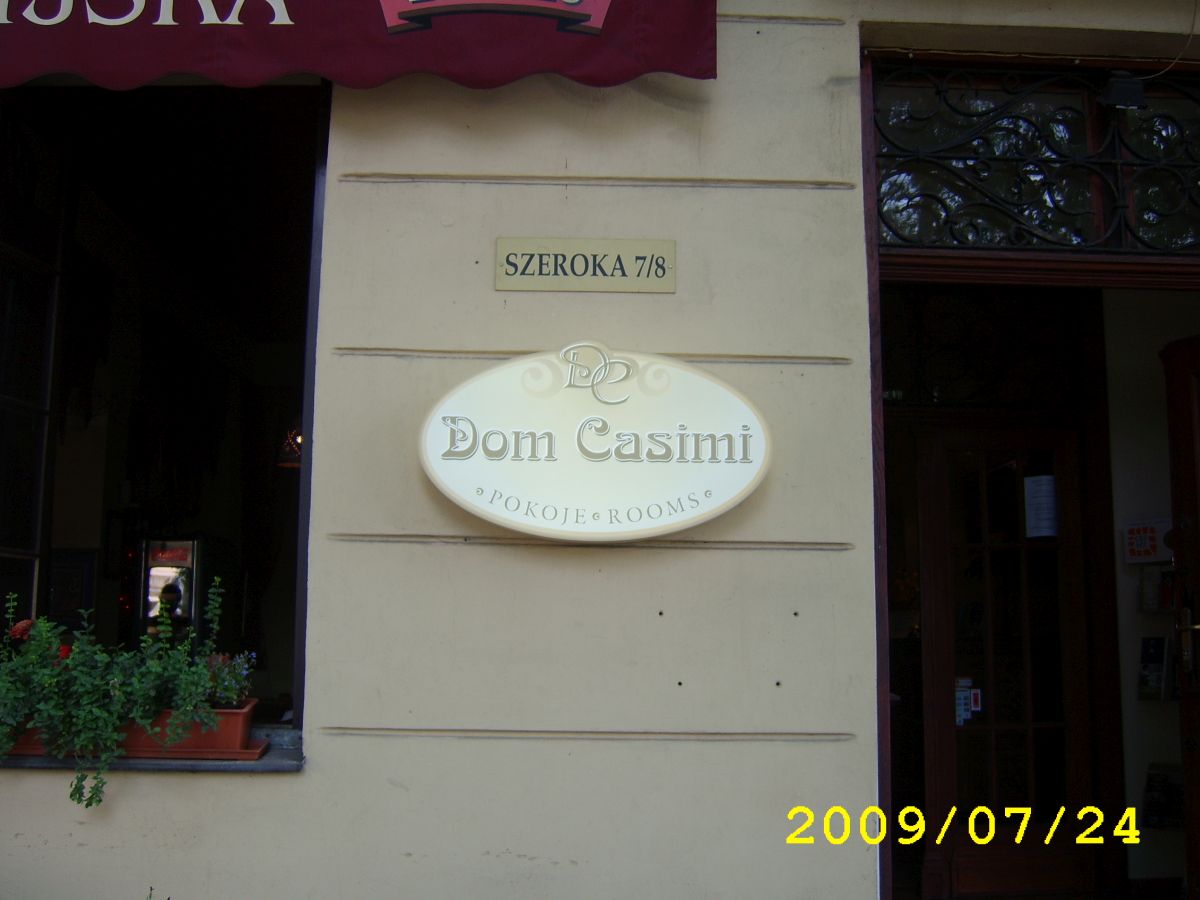 SZEROKA 7/8
DC
Dom Casimi
POKOJE • ROOMS
2009/07/24